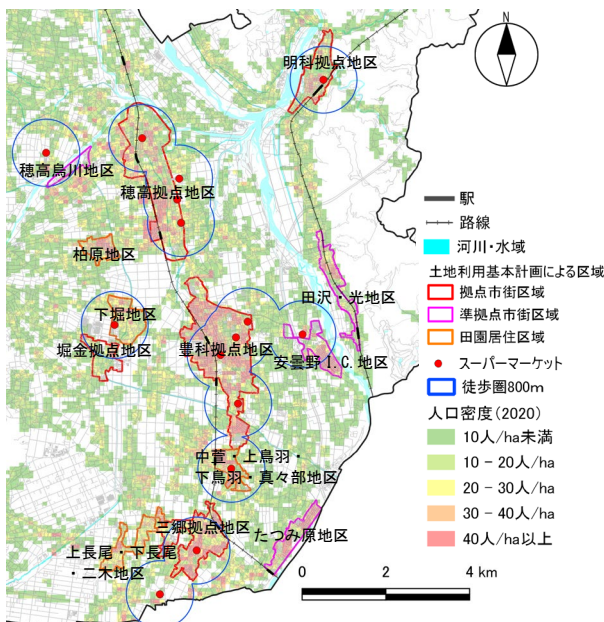 N
明科拠点地区
穂高烏川地区
穂高拠点地区
柏原地区
田沢・光地区
下堀地区
堀金拠点地区
豊科拠点地区
安曇野I.C.地区
中萱・上鳥羽・
下鳥羽・真々部地区
三郷拠点地区
たつみ原地区
上長尾・下長尾
・二木地区
駅
路線
河川・水域
土地利用基本計画による区域
拠点市街区域
準拠点市街区域
田園居住区域
スーパーマーケット
徒歩圏800m
人口密度(2020)
10人/ha未満
10 - 20人/ha
20 - 30人/ha
30 - 40人/ha
40人/ha以上
0 2 4 km